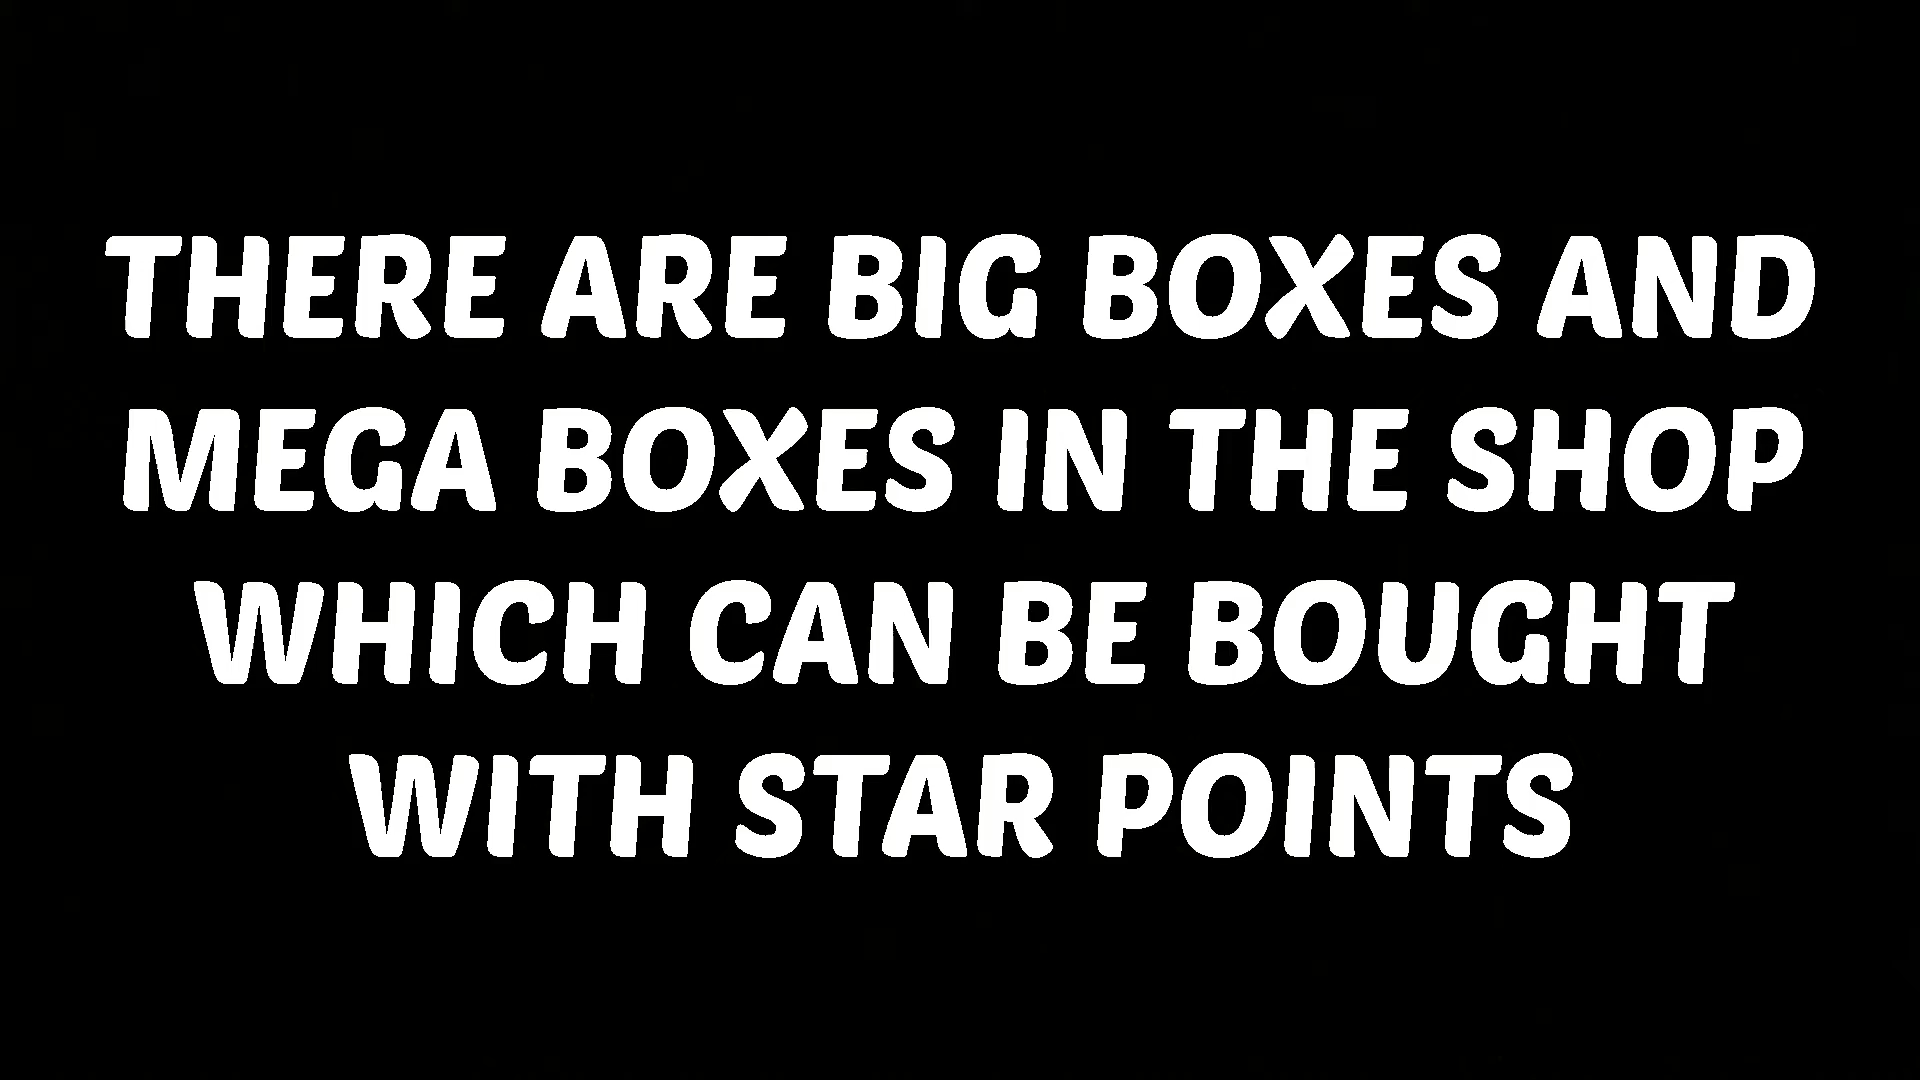 THERE ARE BIG BOXES AND
MEGA BOXES IN THE SHOP
WHICH CAN BE BOUGHT
WITH STAR POINTS